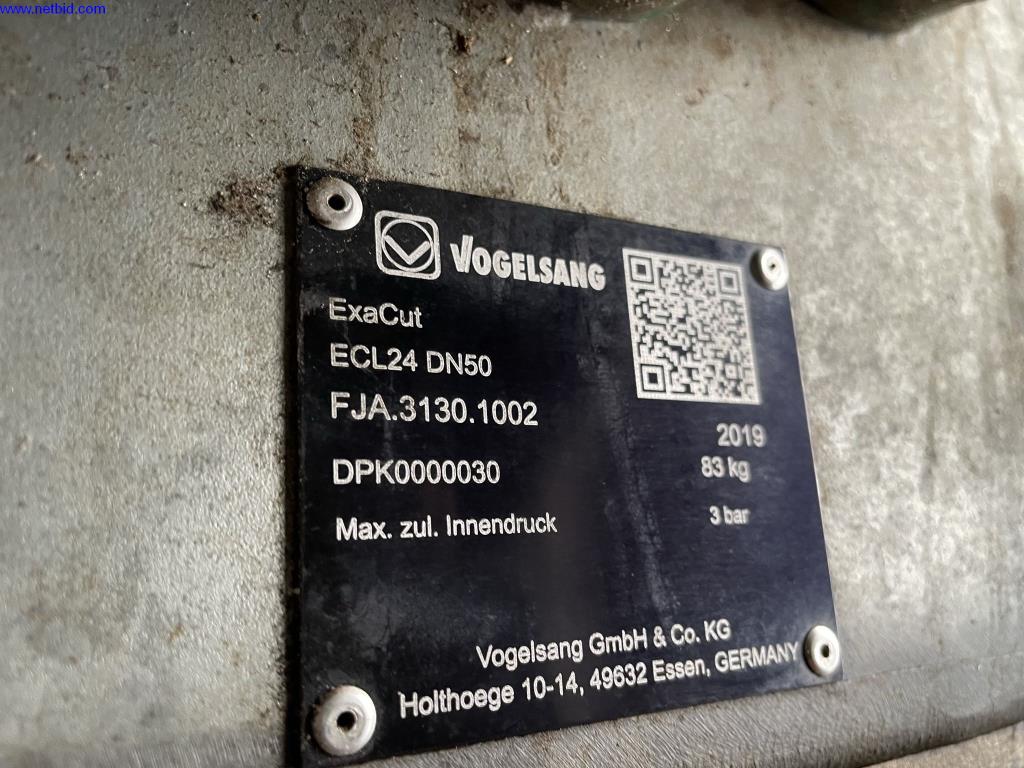 www.netbid.com
VOGELSANG
ExaCut
ECL24 DN50
FJA.3130.1002
2019
DPK0000030 83 kg
Max. zul. Innendruck 3 bar
Vogelsang GmbH & Co. KG
Holthoege 10-14, 49632 Essen, GERMANY